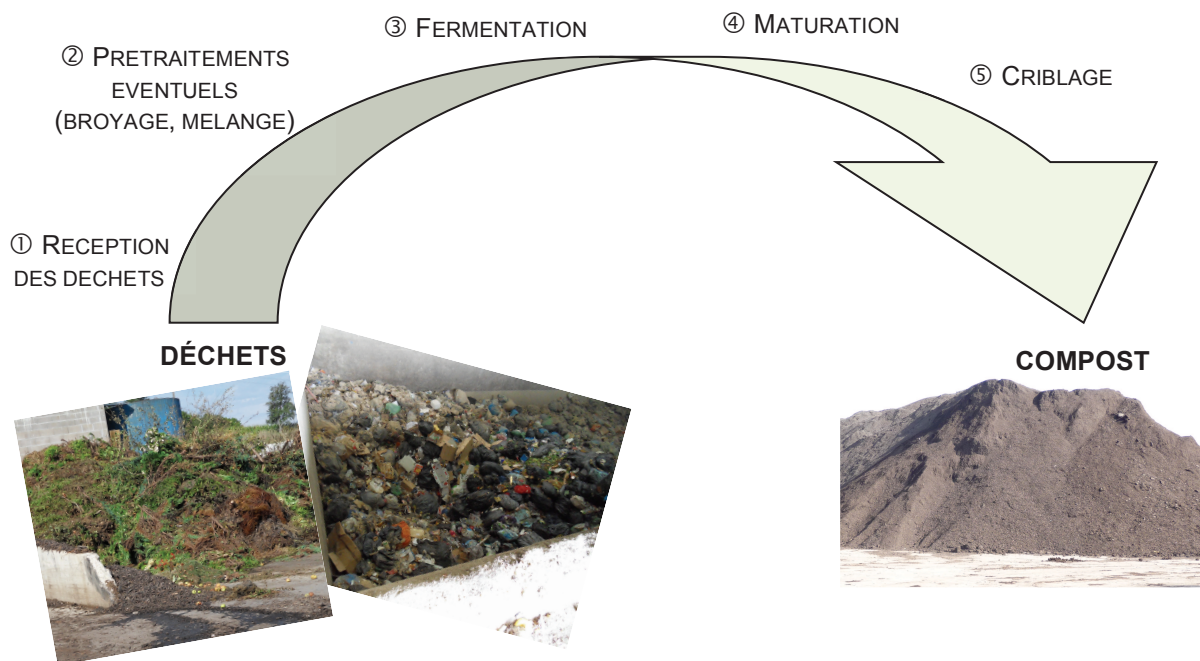 ① RECEPTION
DES DECHETS
② PRETRAITEMENTS
EVENTUELS
(BROYAGE, MELANGE)
③ FERMENTATION
④ MATURATION
⑤ CRIBLAGE
DÉCHETS
COMPOST